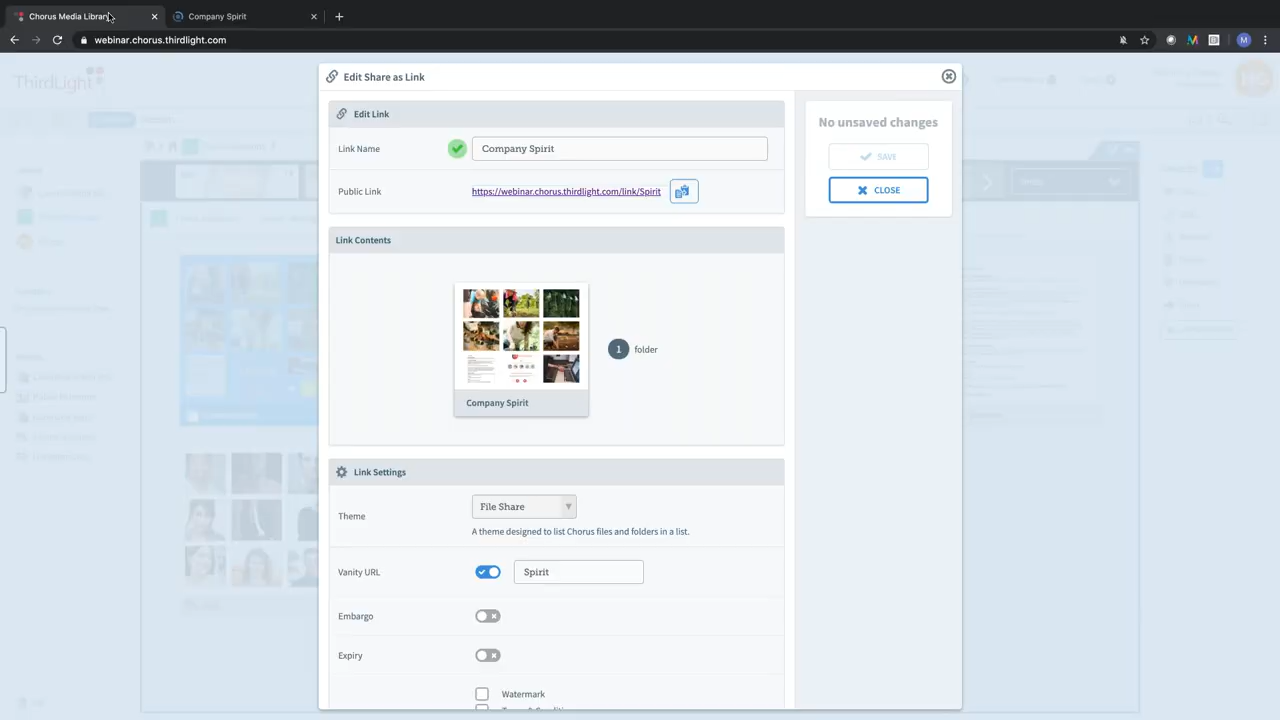 Chorus Media Library
Company Spirit
webinar.chorus.thirdlight.com
M
ThirdLight
Edit Share as Link
Edit Link
Link Name
Company Spirit
Public Link
https://webinar.chorus.thirdlight.com/link/Spirit
No unsaved changes
SAVE
CLOSE
Link Contents
1 folder
Company Spirit
Link Settings
Theme
File Share
A theme designed to list Chorus files and folders in a list.
Vanity URL
Spirit
Embargo
Expiry
Watermark